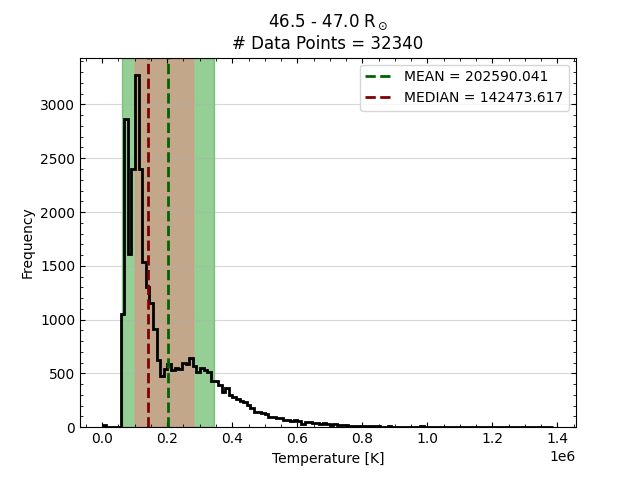 46.5 - 47.0 R⊙
# Data Points = 32340
MEAN = 202590.041
MEDIAN = 142473.617
Frequency
3000
2500
2000
1500
1000
500
0
0.0 0.2 0.4 0.6 0.8 1.0 1.2 1.4
1e6
Temperature [K]